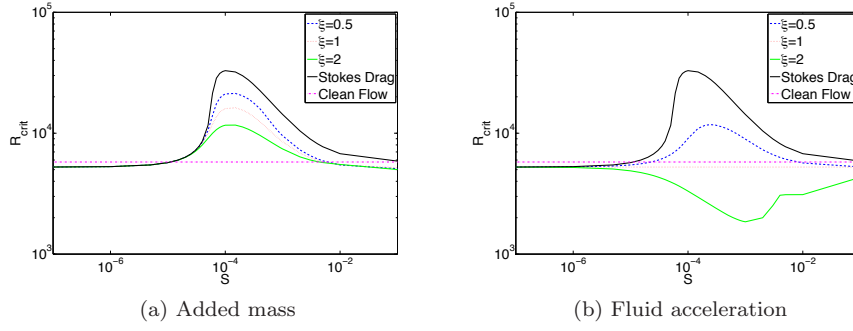 10^5
10^4
10^3
R_crit
ξ=0.5
ξ=1
ξ=2
Stokes Drag
Clean Flow
10^-6
10^-4
10^-2
S
(a) Added mass
10^5
10^4
10^3
R_crit
ξ=0.5
ξ=1
ξ=2
Stokes Drag
Clean Flow
10^-6
10^-4
10^-2
S
(b) Fluid acceleration